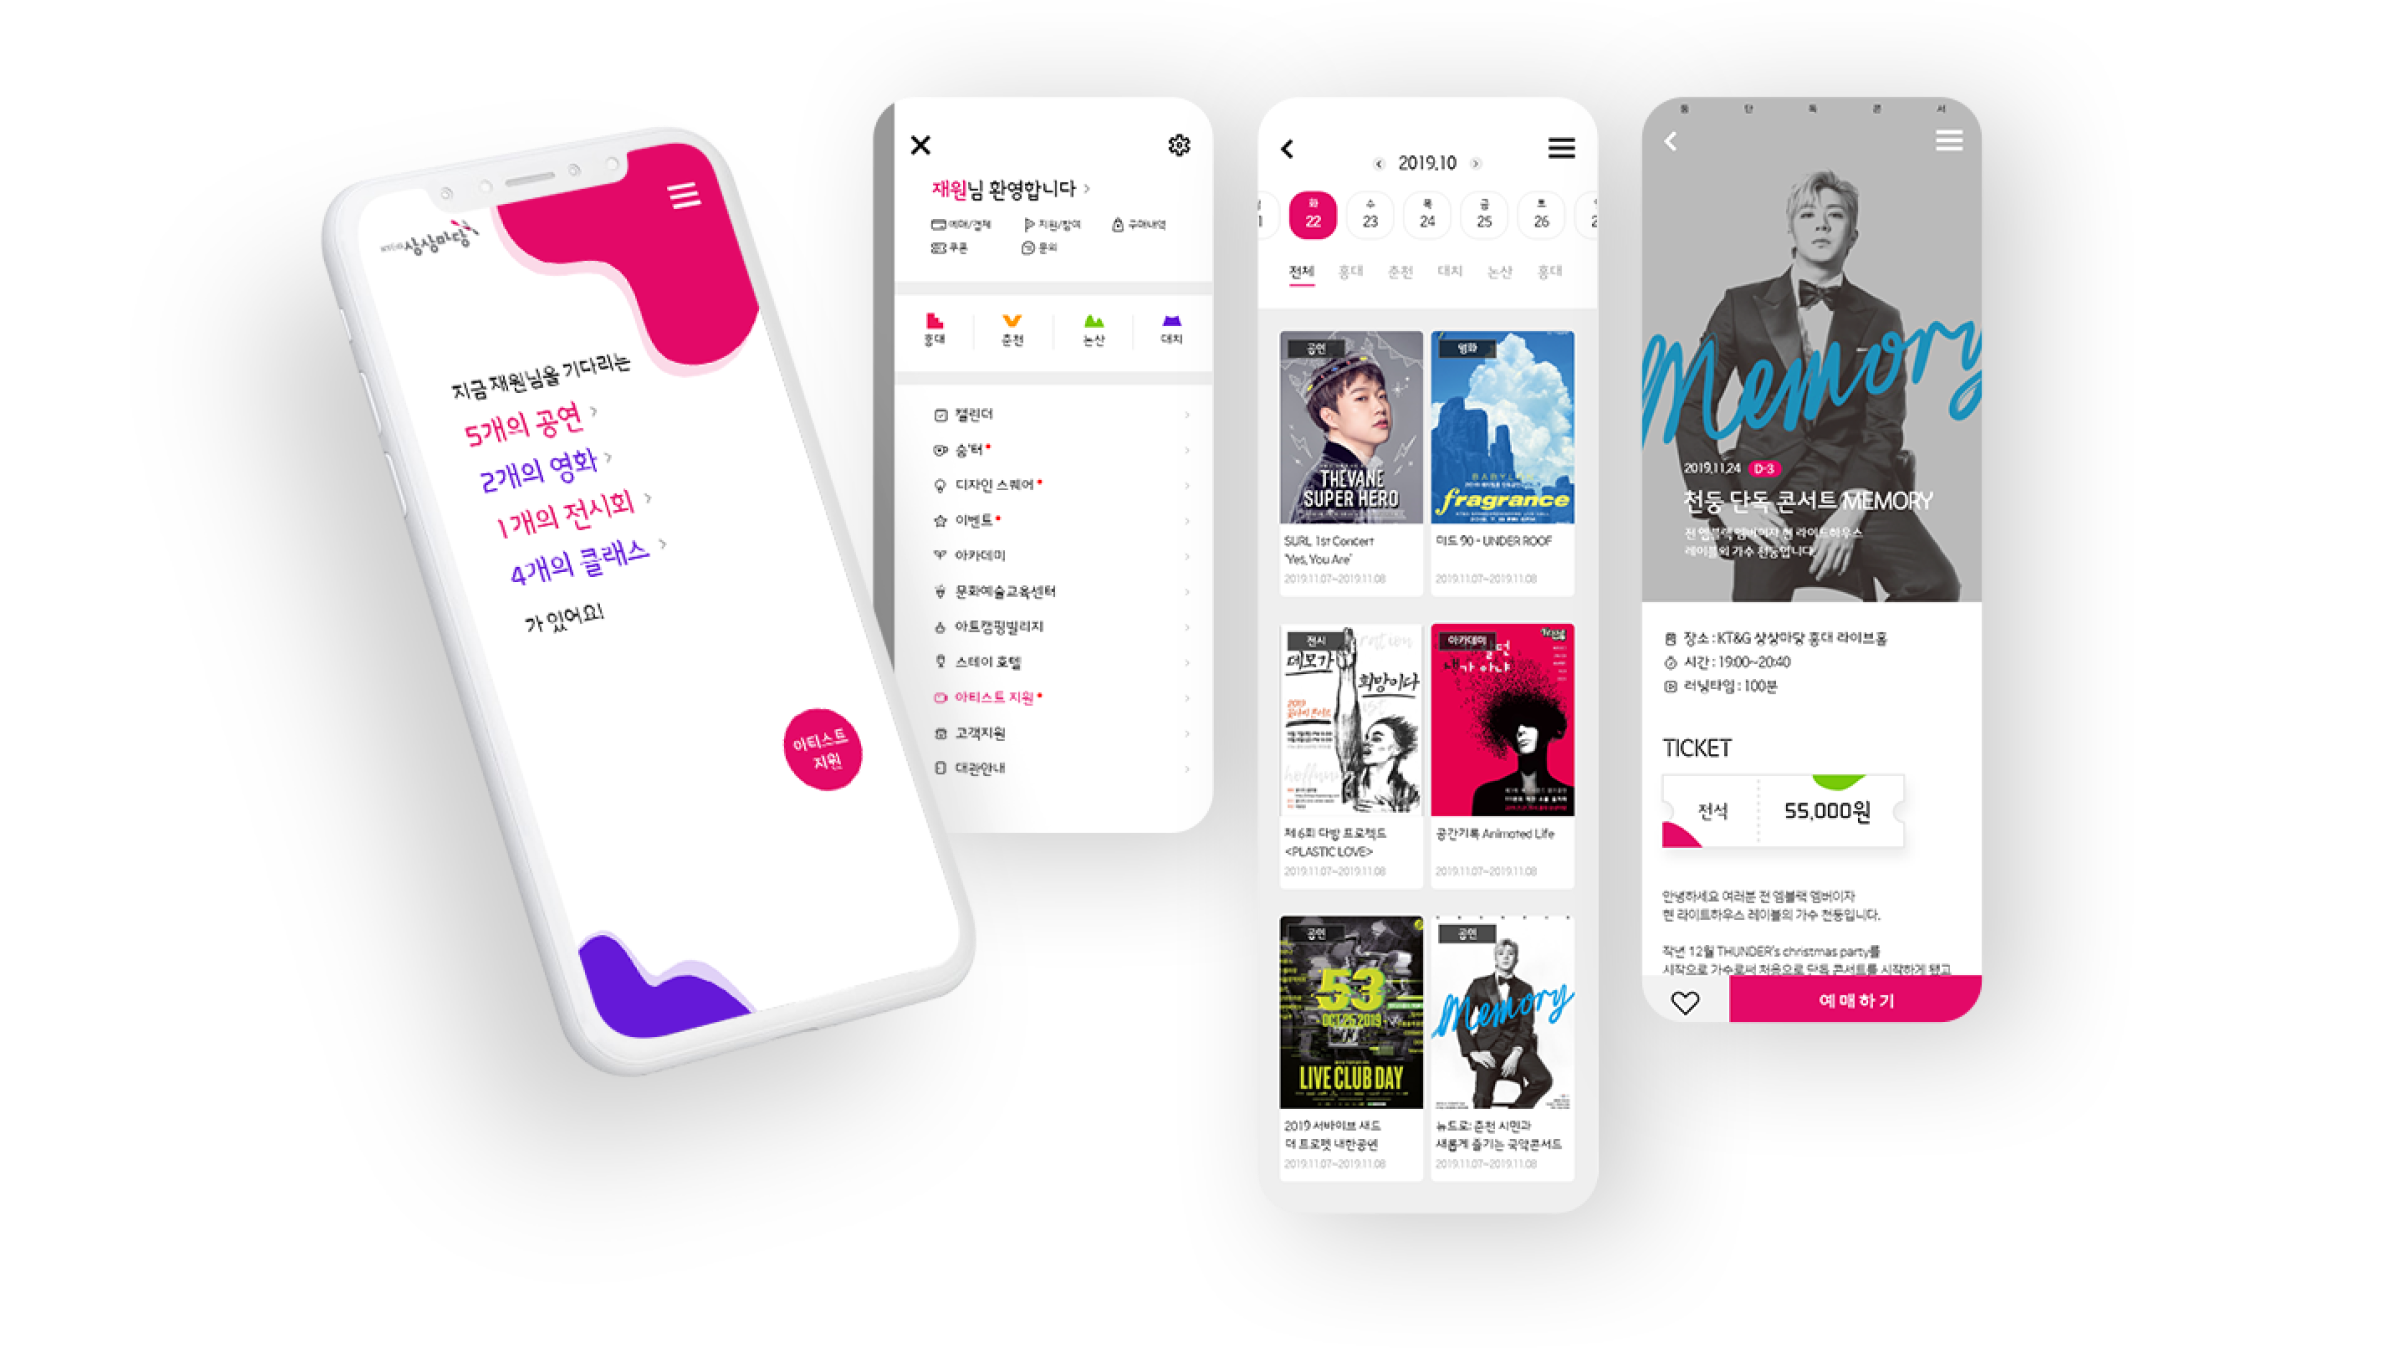 상상마당
지금 재원님을 기다리는
5개의 공연
2개의 영화
1개의 전시회
4개의 클래스
가 있어요!
아티스트
지원
재원님 환영합니다
예매/결제
지원/참여
구매내역
쿠폰
문의
홍대
춘천
논산
대치
캘린더
숨'터
디자인 스퀘어
이벤트
아카데미
문화예술교육센터
아트캠핑빌리지
스테이 호텔
아티스트 지원
고객지원
대관안내
2019.10
화 수 목 금 토
22 23 24 25 26
전체 홍대 춘천 대치 논산 홍대
공연
THEVANE
SUPER HERO
SURL 1st Concert
'Yes, You Are'
2019.11.07~2019.11.08
영화
fragrance
미드 90 - UNDER ROOF
2019.11.07~2019.11.08
전시
데모가
희망이다
2019
제 6회 다방 프로젝트
<PLASTIC LOVE>
2019.11.07~2019.11.08
아카데미
공간기록 Animated Life
2019.11.07~2019.11.08
공연
53
OCT 25 2019
LIVE CLUB DAY
2019 서바이브 새드
더 프로펫 내한공연
2019.11.07~2019.11.08
공연
Memory
뉴트로: 춘천 시민과
새롭게 즐기는 국악콘서트
2019.11.07~2019.11.08
둥 단 독 콘 서
Memory
2019.11.24 D-3
천둥 단독 콘서트 MEMORY
전 엠블랙 멤버이자 현 라이트하우스
레이블의 가수 천둥입니다.
장소 : KT&G 상상마당 홍대 라이브홀
시간 : 19:00~20:40
러닝타임 : 100분
TICKET
전석 55,000원
안녕하세요 여러분 전 엠블랙 멤버이자
현 라이트하우스 레이블의 가수 천둥입니다.
작년 12월 THUNDER's christmas party를
시작으로 가수로써 처음으로 단독 콘서트를 시작하게 됐고
예매하기